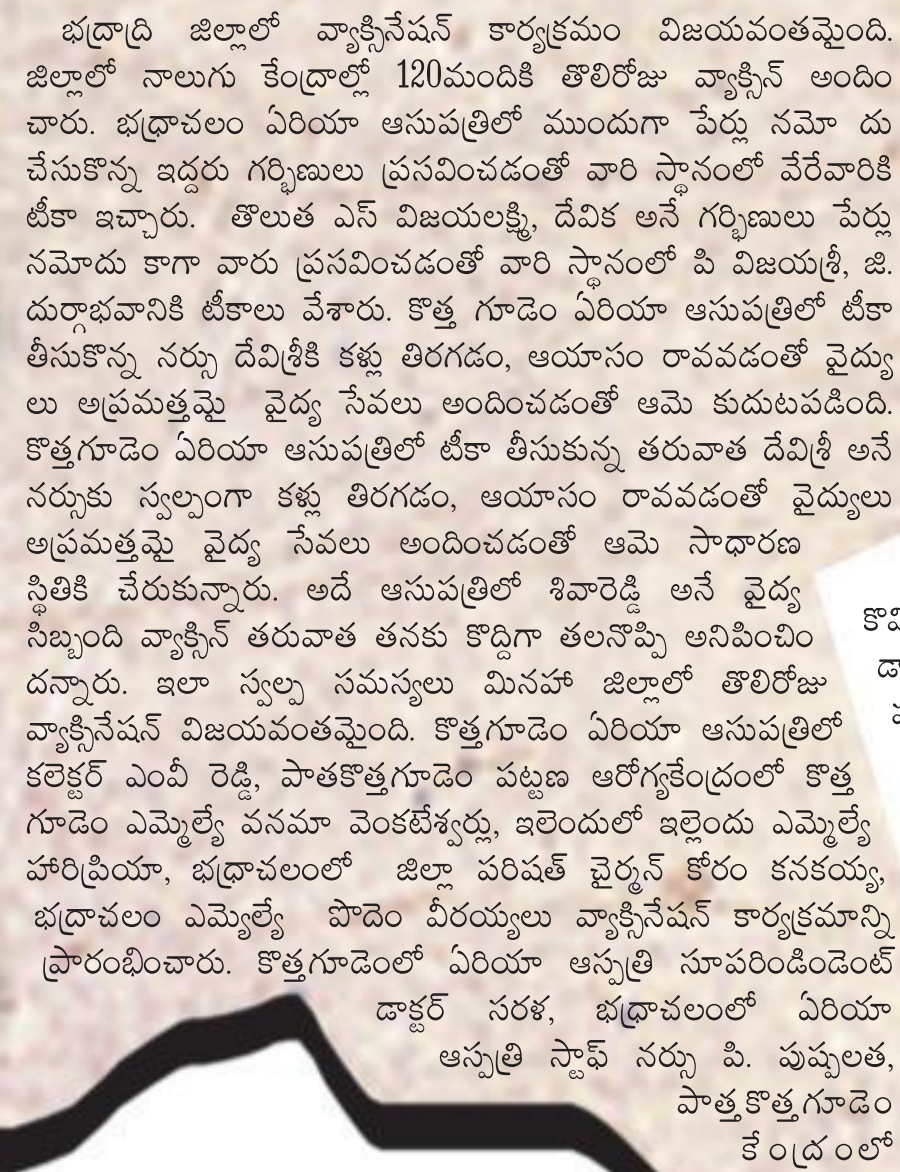 భద్రాద్రి జిల్లాలో వ్యాక్సినేషన్ కార్యక్రమం విజయవంతమైంది.
జిల్లాలో నాలుగు కేంద్రాల్లో 120మందికి తొలిరోజు వ్యాక్సిన్ అందిం
చారు. భద్రాచలం ఏరియా ఆసుపత్రిలో ముందుగా పేర్లు నమో దు
చేసుకొన్న ఇద్దరు గర్భిణులు ప్రసవించడంతో వారి స్థానంలో వేరేవారికి
టీకా ఇచ్చారు. తొలుత ఎస్ విజయలక్ష్మి, దేవిక అనే గర్భిణులు పేర్లు
నమోదు కాగా వారు ప్రసవించడంతో వారి స్థానంలో పి విజయశ్రీ, జి.
దుర్గాభవానికి టీకాలు వేశారు. కొత్త గూడెం ఏరియా ఆసుపత్రిలో టీకా
తీసుకొన్న నర్సు దేవిశ్రీకి కళ్లు తిరగడం, ఆయాసం రావవడంతో వైద్యు
లు అప్రమత్తమై వైద్య సేవలు అందించడంతో ఆమె కుదుటపడింది.
కొత్తగూడెం ఏరియా ఆసుపత్రిలో టీకా తీసుకున్న తరువాత దేవిశ్రీ అనే
నర్సుకు స్వల్పంగా కళ్లు తిరగడం, ఆయాసం రావవడంతో వైద్యులు
అప్రమత్తమై వైద్య సేవలు అందించడంతో ఆమె సాధారణ
స్థితికి చేరుకున్నారు. అదే ఆసుపత్రిలో శివారెడ్డి అనే వైద్య
సిబ్బంది వ్యాక్సిన్ తరువాత తనకు కొద్దిగా తలనొప్పి అనిపించిం
దన్నారు. ఇలా స్వల్ప సమస్యలు మినహా జిల్లాలో తొలిరోజు
వ్యాక్సినేషన్ విజయవంతమైంది. కొత్తగూడెం ఏరియా ఆసుపత్రిలో
కలెక్టర్ ఎంవీ రెడ్డి, పాతకొత్తగూడెం పట్టణ ఆరోగ్యకేంద్రంలో కొత్త
గూడెం ఎమ్మెల్యే వనమా వెంకటేశ్వర్లు, ఇలెందులో ఇల్లెందు ఎమ్మెల్యే
హారిప్రియా, భద్రాచలంలో జిల్లా పరిషత్ చైర్మన్ కోరం కనకయ్య,
భద్రాచలం ఎమ్యెల్యే పొదెం వీరయ్యలు వ్యాక్సినేషన్ కార్యక్రమాన్ని
ప్రారంభించారు. కొత్తగూడెంలో ఏరియా ఆస్పత్రి సూపరిండిండెంట్
డాక్టర్ సరళ, భద్రాచలంలో ఏరియా
ఆస్పత్రి స్టాఫ్ నర్సు పి. పుష్పలత,
పాత్తకొత్తగూడెం
కేంద్రంలో